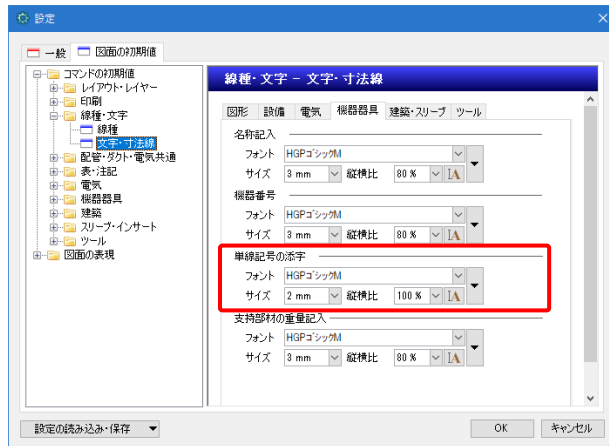 設定
一般 図面の初期値
コマンドの初期値
レイアウト・レイヤー
印刷
線種・文字
線種
文字・寸法線
配管・ダクト・電気共通
表・注記
電気
機器器具
建築
スリーブ・インサート
ツール
図面の表現
線種・文字 - 文字・寸法線
図形 設備 電気 機器器具 建築・スリーブ ツール
名称記入
フォント HGPゴシックM
サイズ 3 mm 縦横比 80 % A
機器番号
フォント HGPゴシックM
サイズ 3 mm 縦横比 80 % A
単線記号の添字
フォント HGPゴシックM
サイズ 2 mm 縦横比 100 % A
支持部材の重量記入
フォント HGPゴシックM
サイズ 3 mm 縦横比 80 % A
設定の読み込み・保存 OK キャンセル